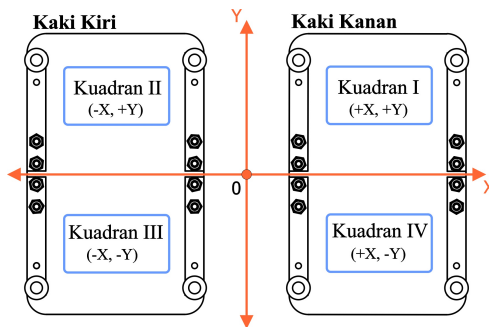 Kaki Kiri
Y
Kaki Kanan
Kuadran II
(-X, +Y)
Kuadran I
(+X, +Y)
0
X
Kuadran III
(-X, -Y)
Kuadran IV
(+X, -Y)